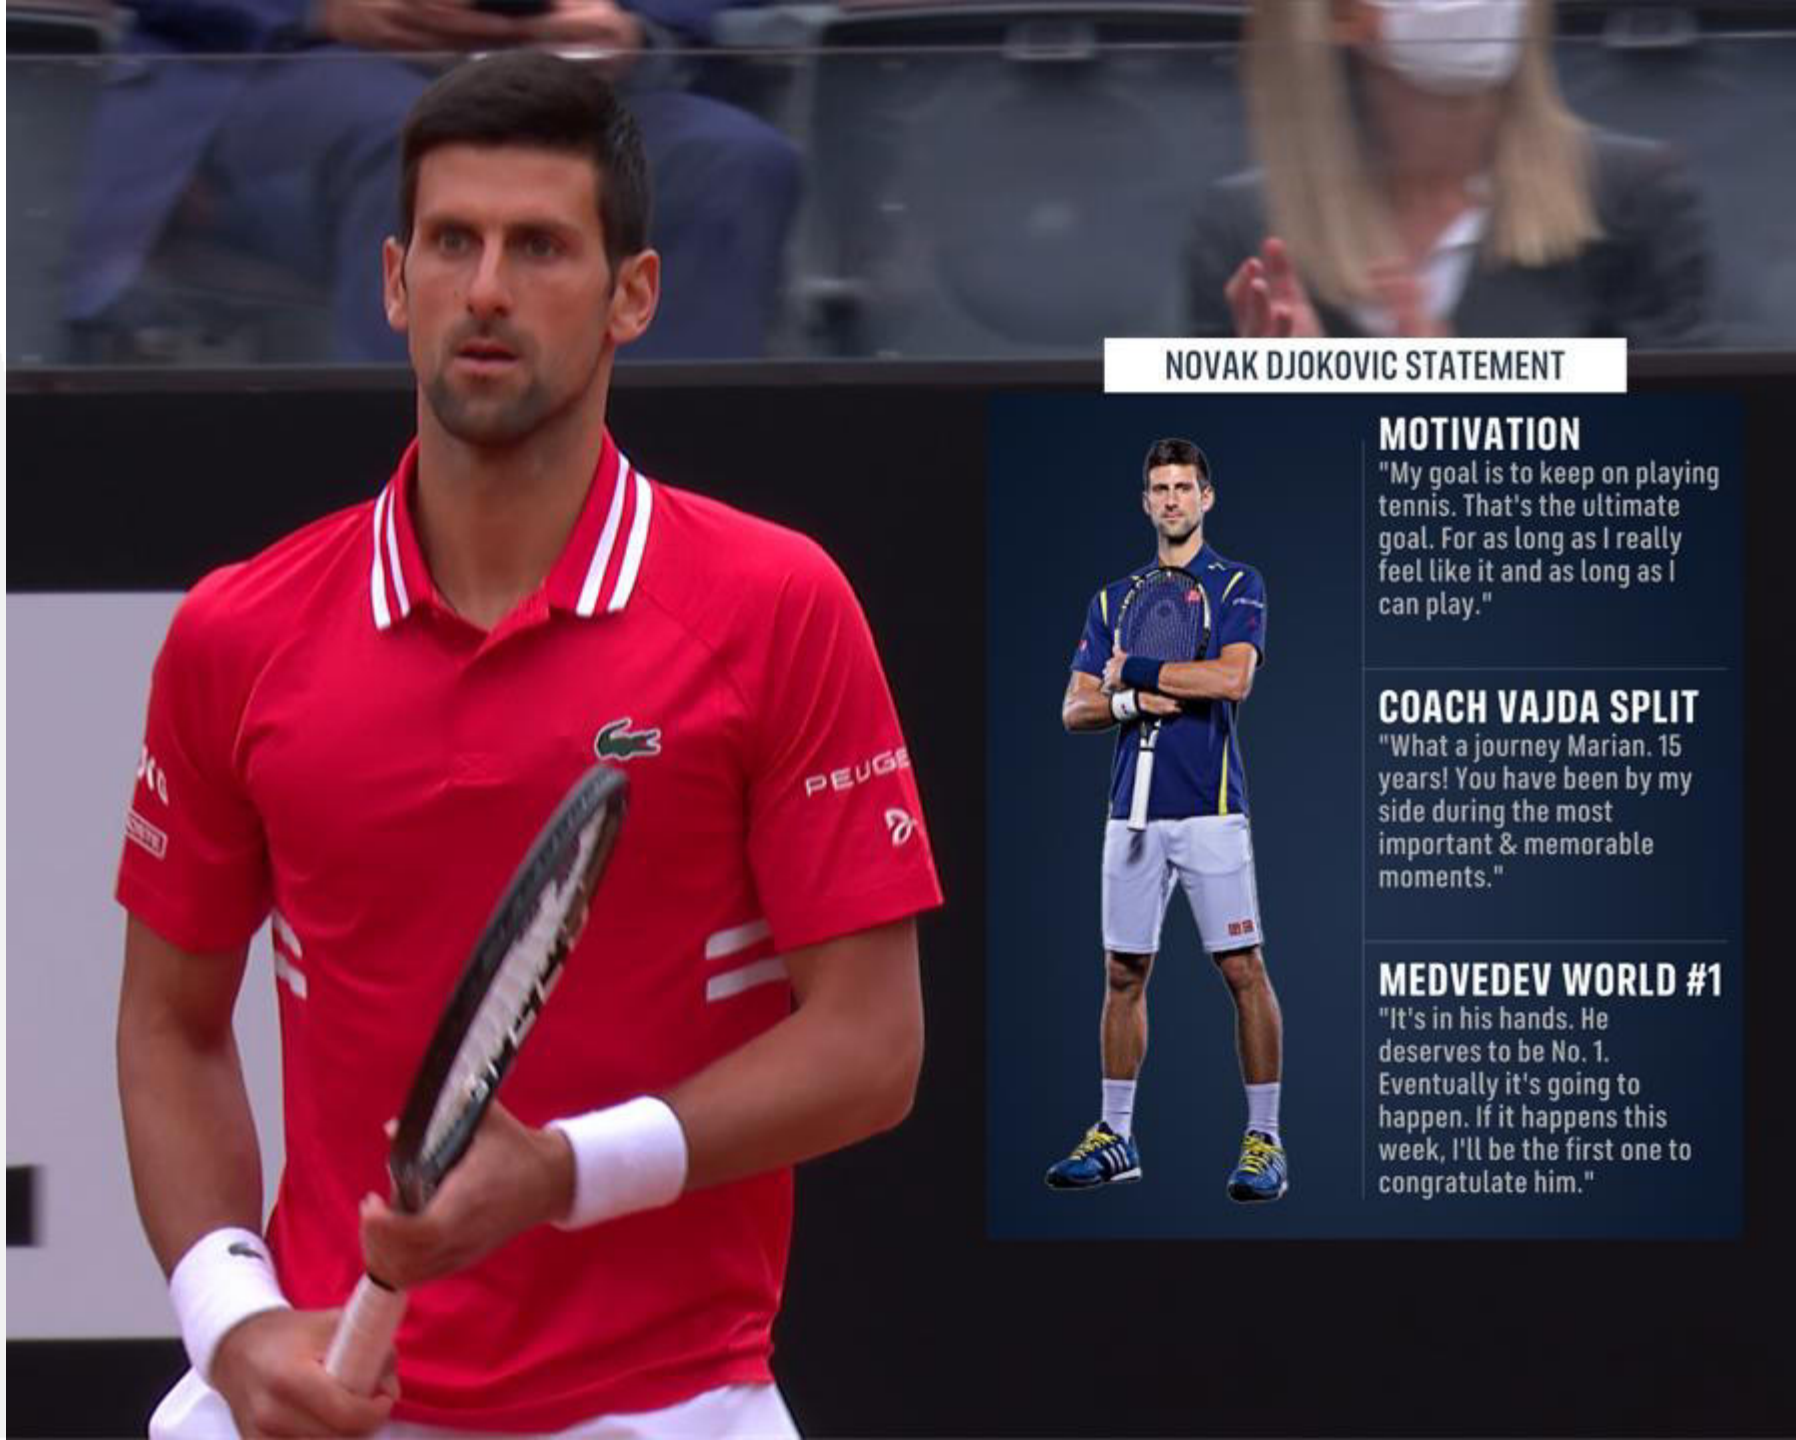 NOVAK DJOKOVIC STATEMENT
MOTIVATION
"My goal is to keep on playing
tennis. That's the ultimate
goal. For as long as I really
feel like it and as long as I
can play."
COACH VAJDA SPLIT
"What a journey Marian. 15
years! You have been by my
side during the most
important & memorable
moments."
MEDVEDEV WORLD #1
"It's in his hands. He
deserves to be No. 1.
Eventually it's going to
happen. If it happens this
week, I'll be the first one to
congratulate him."
PEUGE